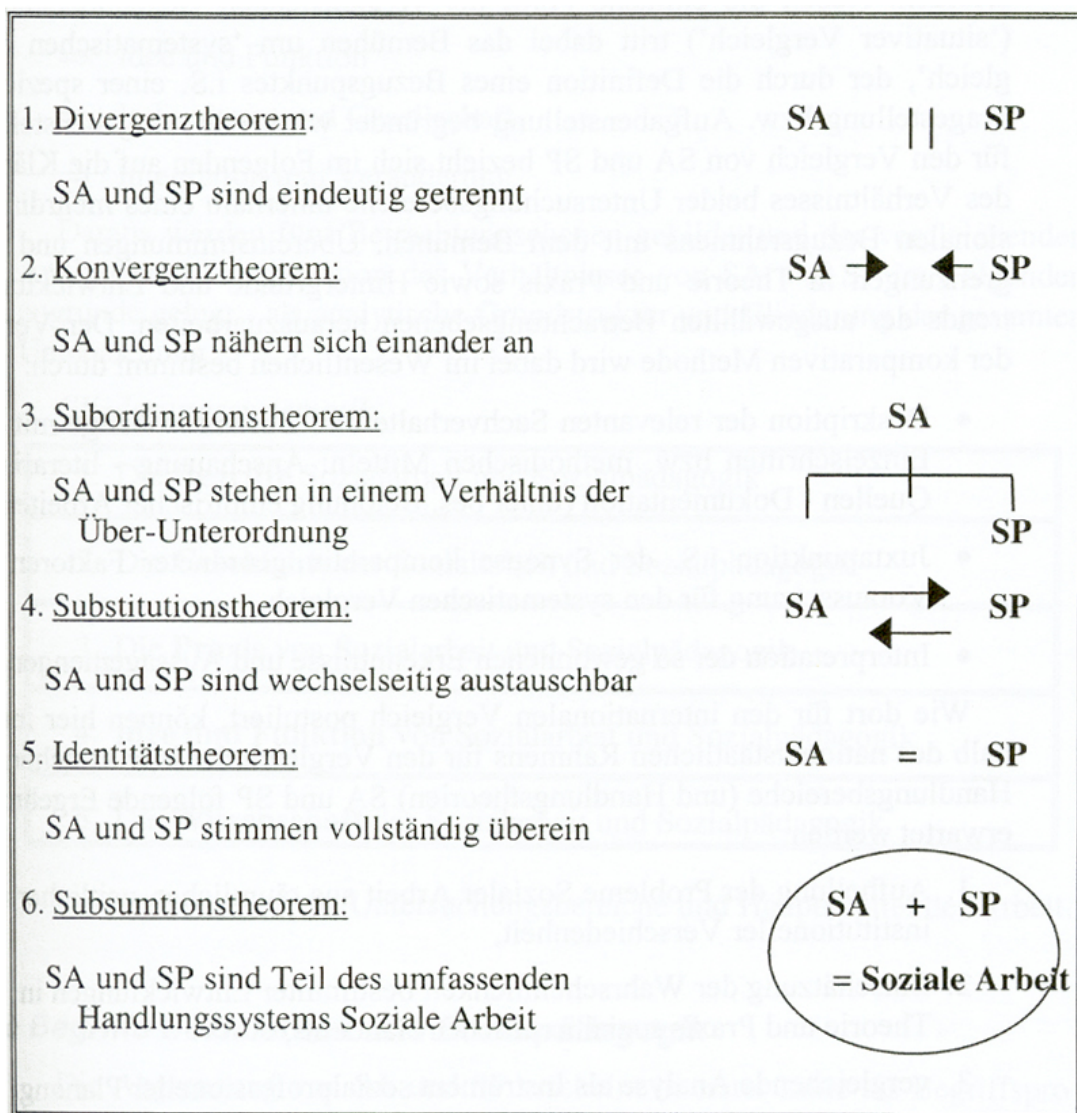 1. Divergenztheorem: SA || SP
SA und SP sind eindeutig getrennt
2. Konvergenztheorem: SA SP
SA und SP nähern sich einander an
3. Subordinationstheorem: SA
SA und SP stehen in einem Verhältnis der
Über-Unterordnung SP
4. Substitutionstheorem: SA SP
SA und SP sind wechselseitig austauschbar
5. Identitätstheorem: SA = SP
SA und SP stimmen vollständig überein
6. Subsumtionstheorem: SA + SP
SA und SP sind Teil des umfassenden = Soziale Arbeit
Handlungssystems Soziale Arbeit